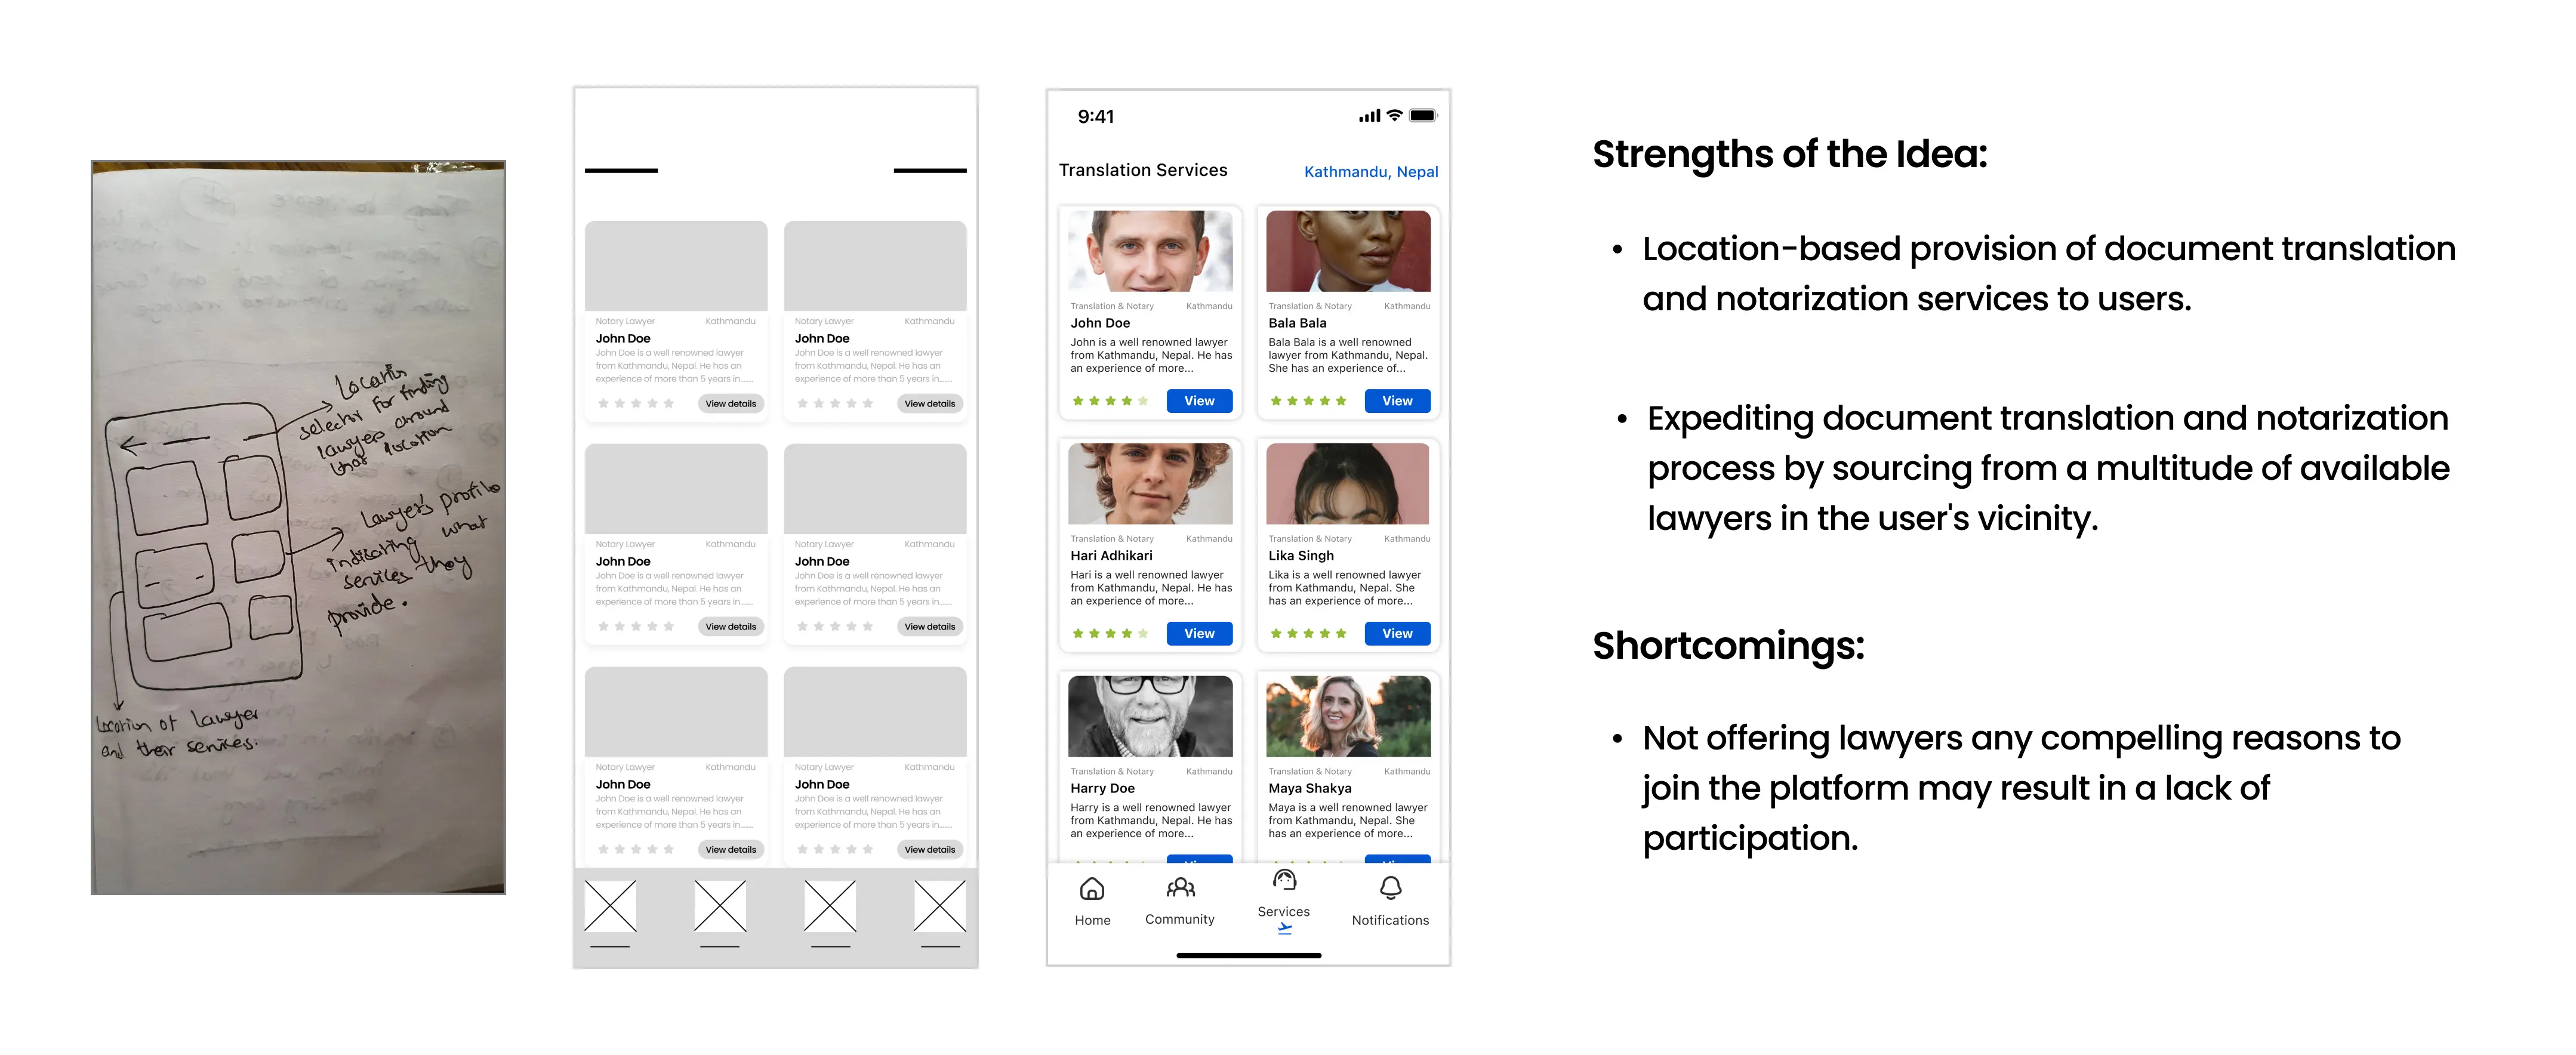 Location
selector for finding
lawyers around
that location
Lawyer's profile
indicating what
services they
provide.
Location of lawyer
and their services.
Notary Lawyer Kathmandu
John Doe
John Doe is a well renowned lawyer
from Kathmandu, Nepal. He has an
experience of more than 5 years in......
View details
Notary Lawyer Kathmandu
John Doe
John Doe is a well renowned lawyer
from Kathmandu, Nepal. He has an
experience of more than 5 years in......
View details
Notary Lawyer Kathmandu
John Doe
John Doe is a well renowned lawyer
from Kathmandu, Nepal. He has an
experience of more than 5 years in......
View details
Notary Lawyer Kathmandu
John Doe
John Doe is a well renowned lawyer
from Kathmandu, Nepal. He has an
experience of more than 5 years in......
View details
Notary Lawyer Kathmandu
John Doe
John Doe is a well renowned lawyer
from Kathmandu, Nepal. He has an
experience of more than 5 years in......
View details
Notary Lawyer Kathmandu
John Doe
John Doe is a well renowned lawyer
from Kathmandu, Nepal. He has an
experience of more than 5 years in......
View details
9:41
Translation Services Kathmandu, Nepal
Translation & Notary Kathmandu
John Doe
John is a well renowned lawyer
from Kathmandu, Nepal. He has
an experience of more...
View
Translation & Notary Kathmandu
Bala Bala
Bala Bala is a well renowned
lawyer from Kathmandu, Nepal.
She has an experience of...
View
Translation & Notary Kathmandu
Hari Adhikari
Hari is a well renowned lawyer
from Kathmandu, Nepal. He has
an experience of more...
View
Translation & Notary Kathmandu
Lika Singh
Lika is a well renowned lawyer
from Kathmandu, Nepal. She
has an experience of more...
View
Translation & Notary Kathmandu
Harry Doe
Harry is a well renowned lawyer
from Kathmandu, Nepal. He has
an experience of more...
Translation & Notary Kathmandu
Maya Shakya
Maya is a well renowned lawyer
from Kathmandu, Nepal. She
has an experience of more...
Home Community Services Notifications
Strengths of the Idea:
• Location-based provision of document translation
and notarization services to users.
• Expediting document translation and notarization
process by sourcing from a multitude of available
lawyers in the user's vicinity.
Shortcomings:
• Not offering lawyers any compelling reasons to
join the platform may result in a lack of
participation.